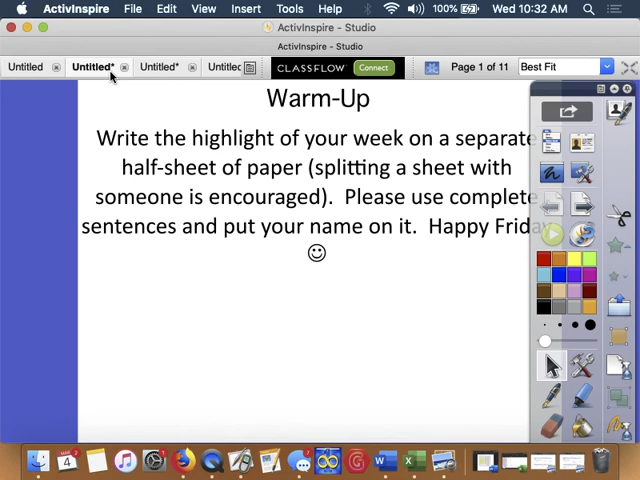 ActivInspire File Edit View Insert Tools 100% Wed 10:32 AM
ActivInspire - Studio
ActivInspire - Studio
Untitled Untitled* Untitled* Untitled CLASSFLOW Connect Page 1 of 11 Best Fit
Warm-Up
Write the highlight of your week on a separate
half-sheet of paper (splitting a sheet with
someone is encouraged). Please use complete
sentences and put your name on it. Happy Friday
☺